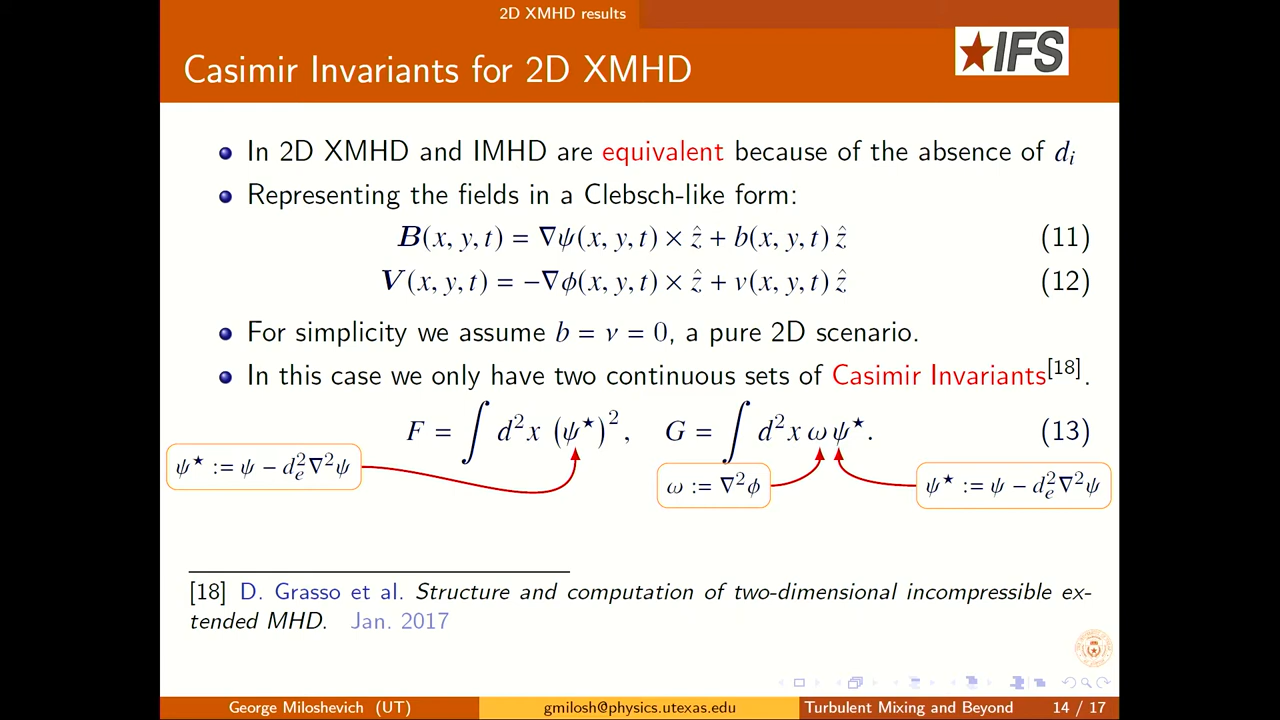 2D XMHD results
Casimir Invariants for 2D XMHD
IFS
In 2D XMHD and IMHD are equivalent because of the absence of dᵢ
Representing the fields in a Clebsch-like form:
B(x, y, t) = ∇ψ(x, y, t) × ẑ + b(x, y, t) ẑ (11)
V(x, y, t) = −∇ϕ(x, y, t) × ẑ + v(x, y, t) ẑ (12)
For simplicity we assume b = v = 0, a pure 2D scenario.
In this case we only have two continuous sets of Casimir Invariants[18].
F = ∫ d²x (ψ★)², G = ∫ d²x ω ψ★. (13)
ψ★ := ψ − dₑ²∇²ψ
ω := ∇²ϕ
ψ★ := ψ − dₑ²∇²ψ
[18] D. Grasso et al. Structure and computation of two-dimensional incompressible ex-
tended MHD. Jan. 2017
George Miloshevich (UT) gmilosh@physics.utexas.edu Turbulent Mixing and Beyond 14 / 17